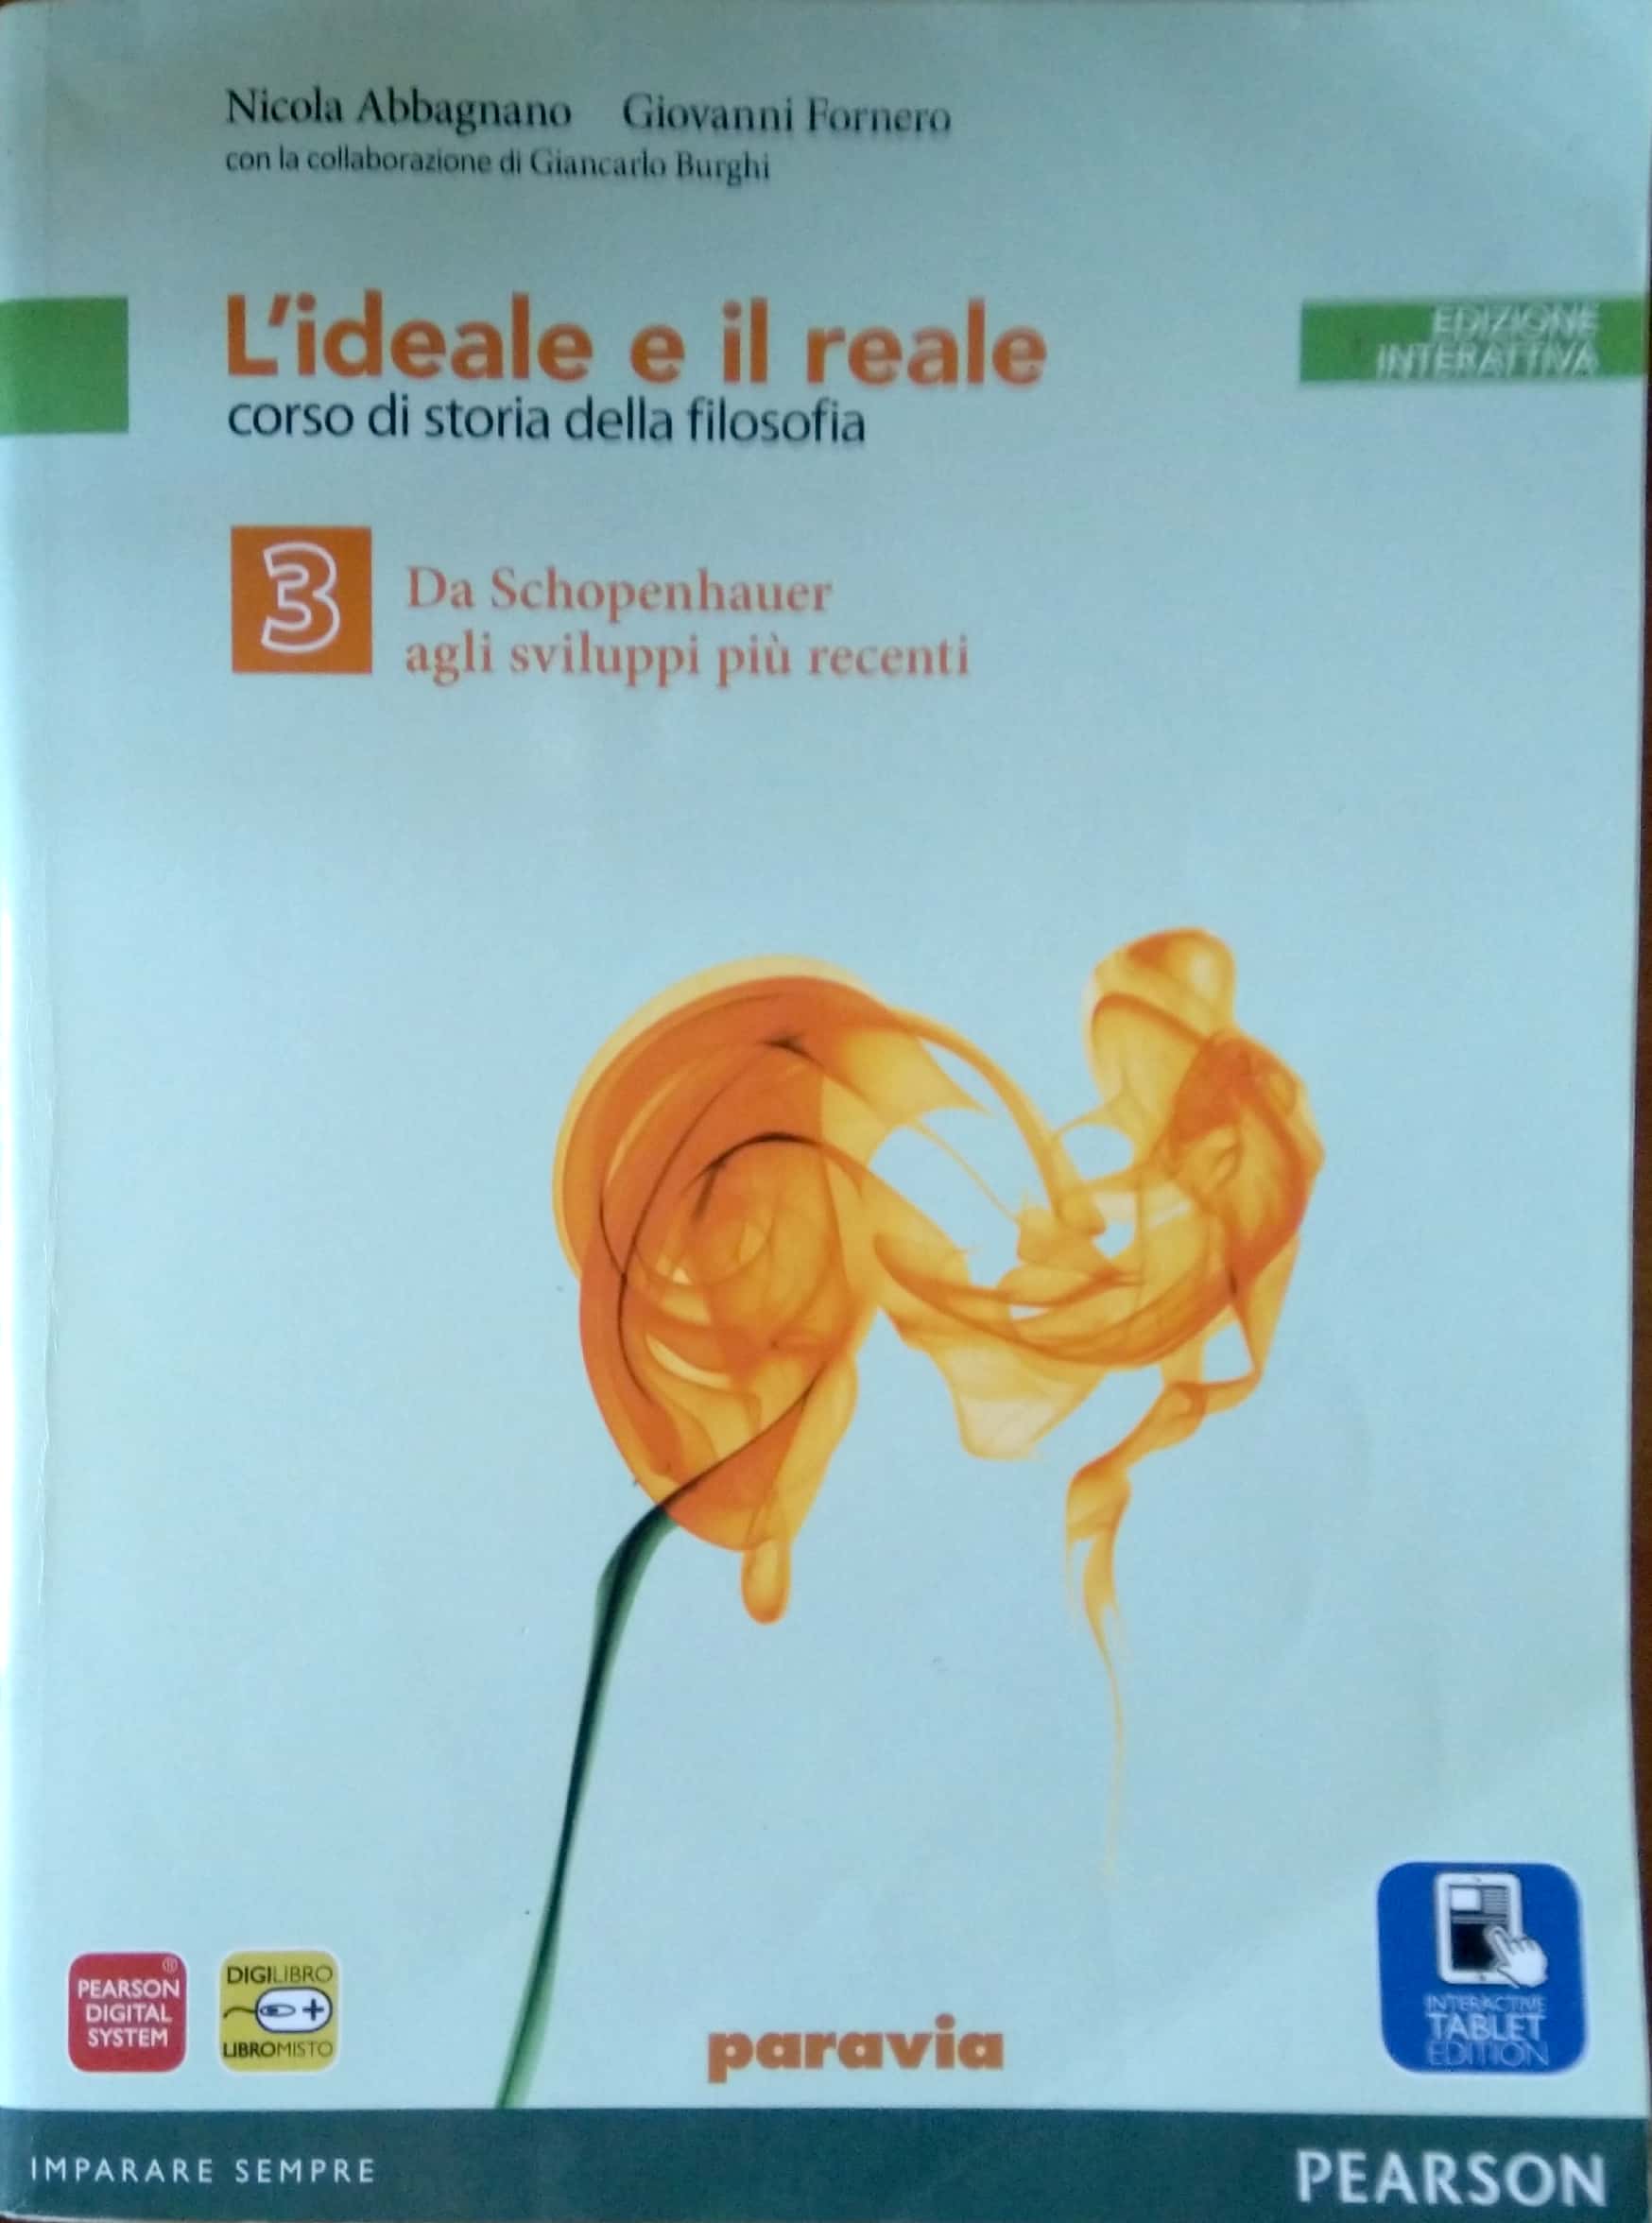 Nicola Abbagnano Giovanni Fornero
con la collaborazione di Giancarlo Burghi
L'ideale e il reale
corso di storia della filosofia
EDIZIONE
INTERATTIVA
3
Da Schopenhauer
agli sviluppi più recenti
PEARSON ®
DIGITAL
SYSTEM
DIGILIBRO
+
LIBROMISTO
paravia
INTERACTIVE
TABLET
EDITION
IMPARARE SEMPRE
PEARSON